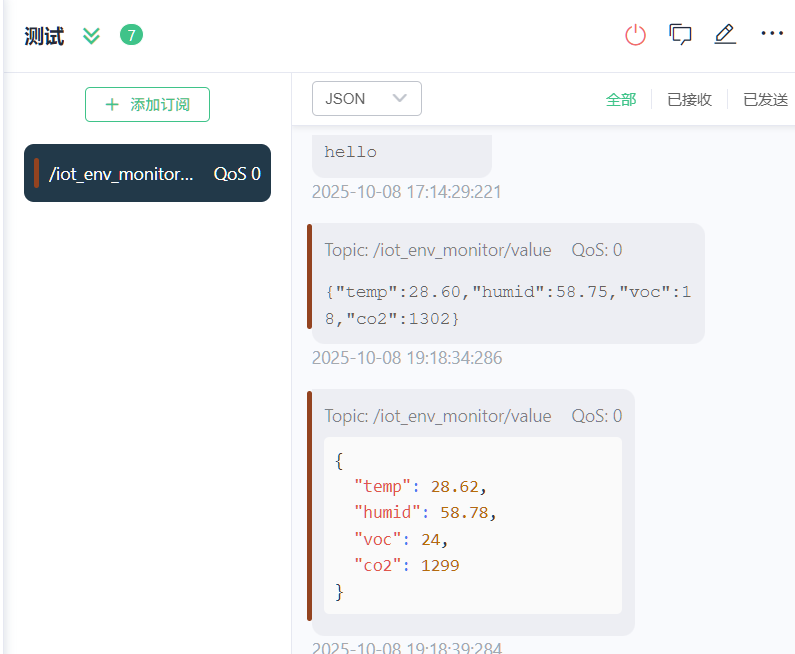 测试 7
添加订阅
/iot_env_monitor... QoS 0
JSON 全部 已接收 已发送
hello
2025-10-08 17:14:29:221
Topic: /iot_env_monitor/value QoS: 0
{"temp":28.60,"humid":58.75,"voc":1
8,"co2":1302}
2025-10-08 19:18:34:286
Topic: /iot_env_monitor/value QoS: 0
{
"temp": 28.62,
"humid": 58.78,
"voc": 24,
"co2": 1299
}
2025-10-08 19:18:39:284